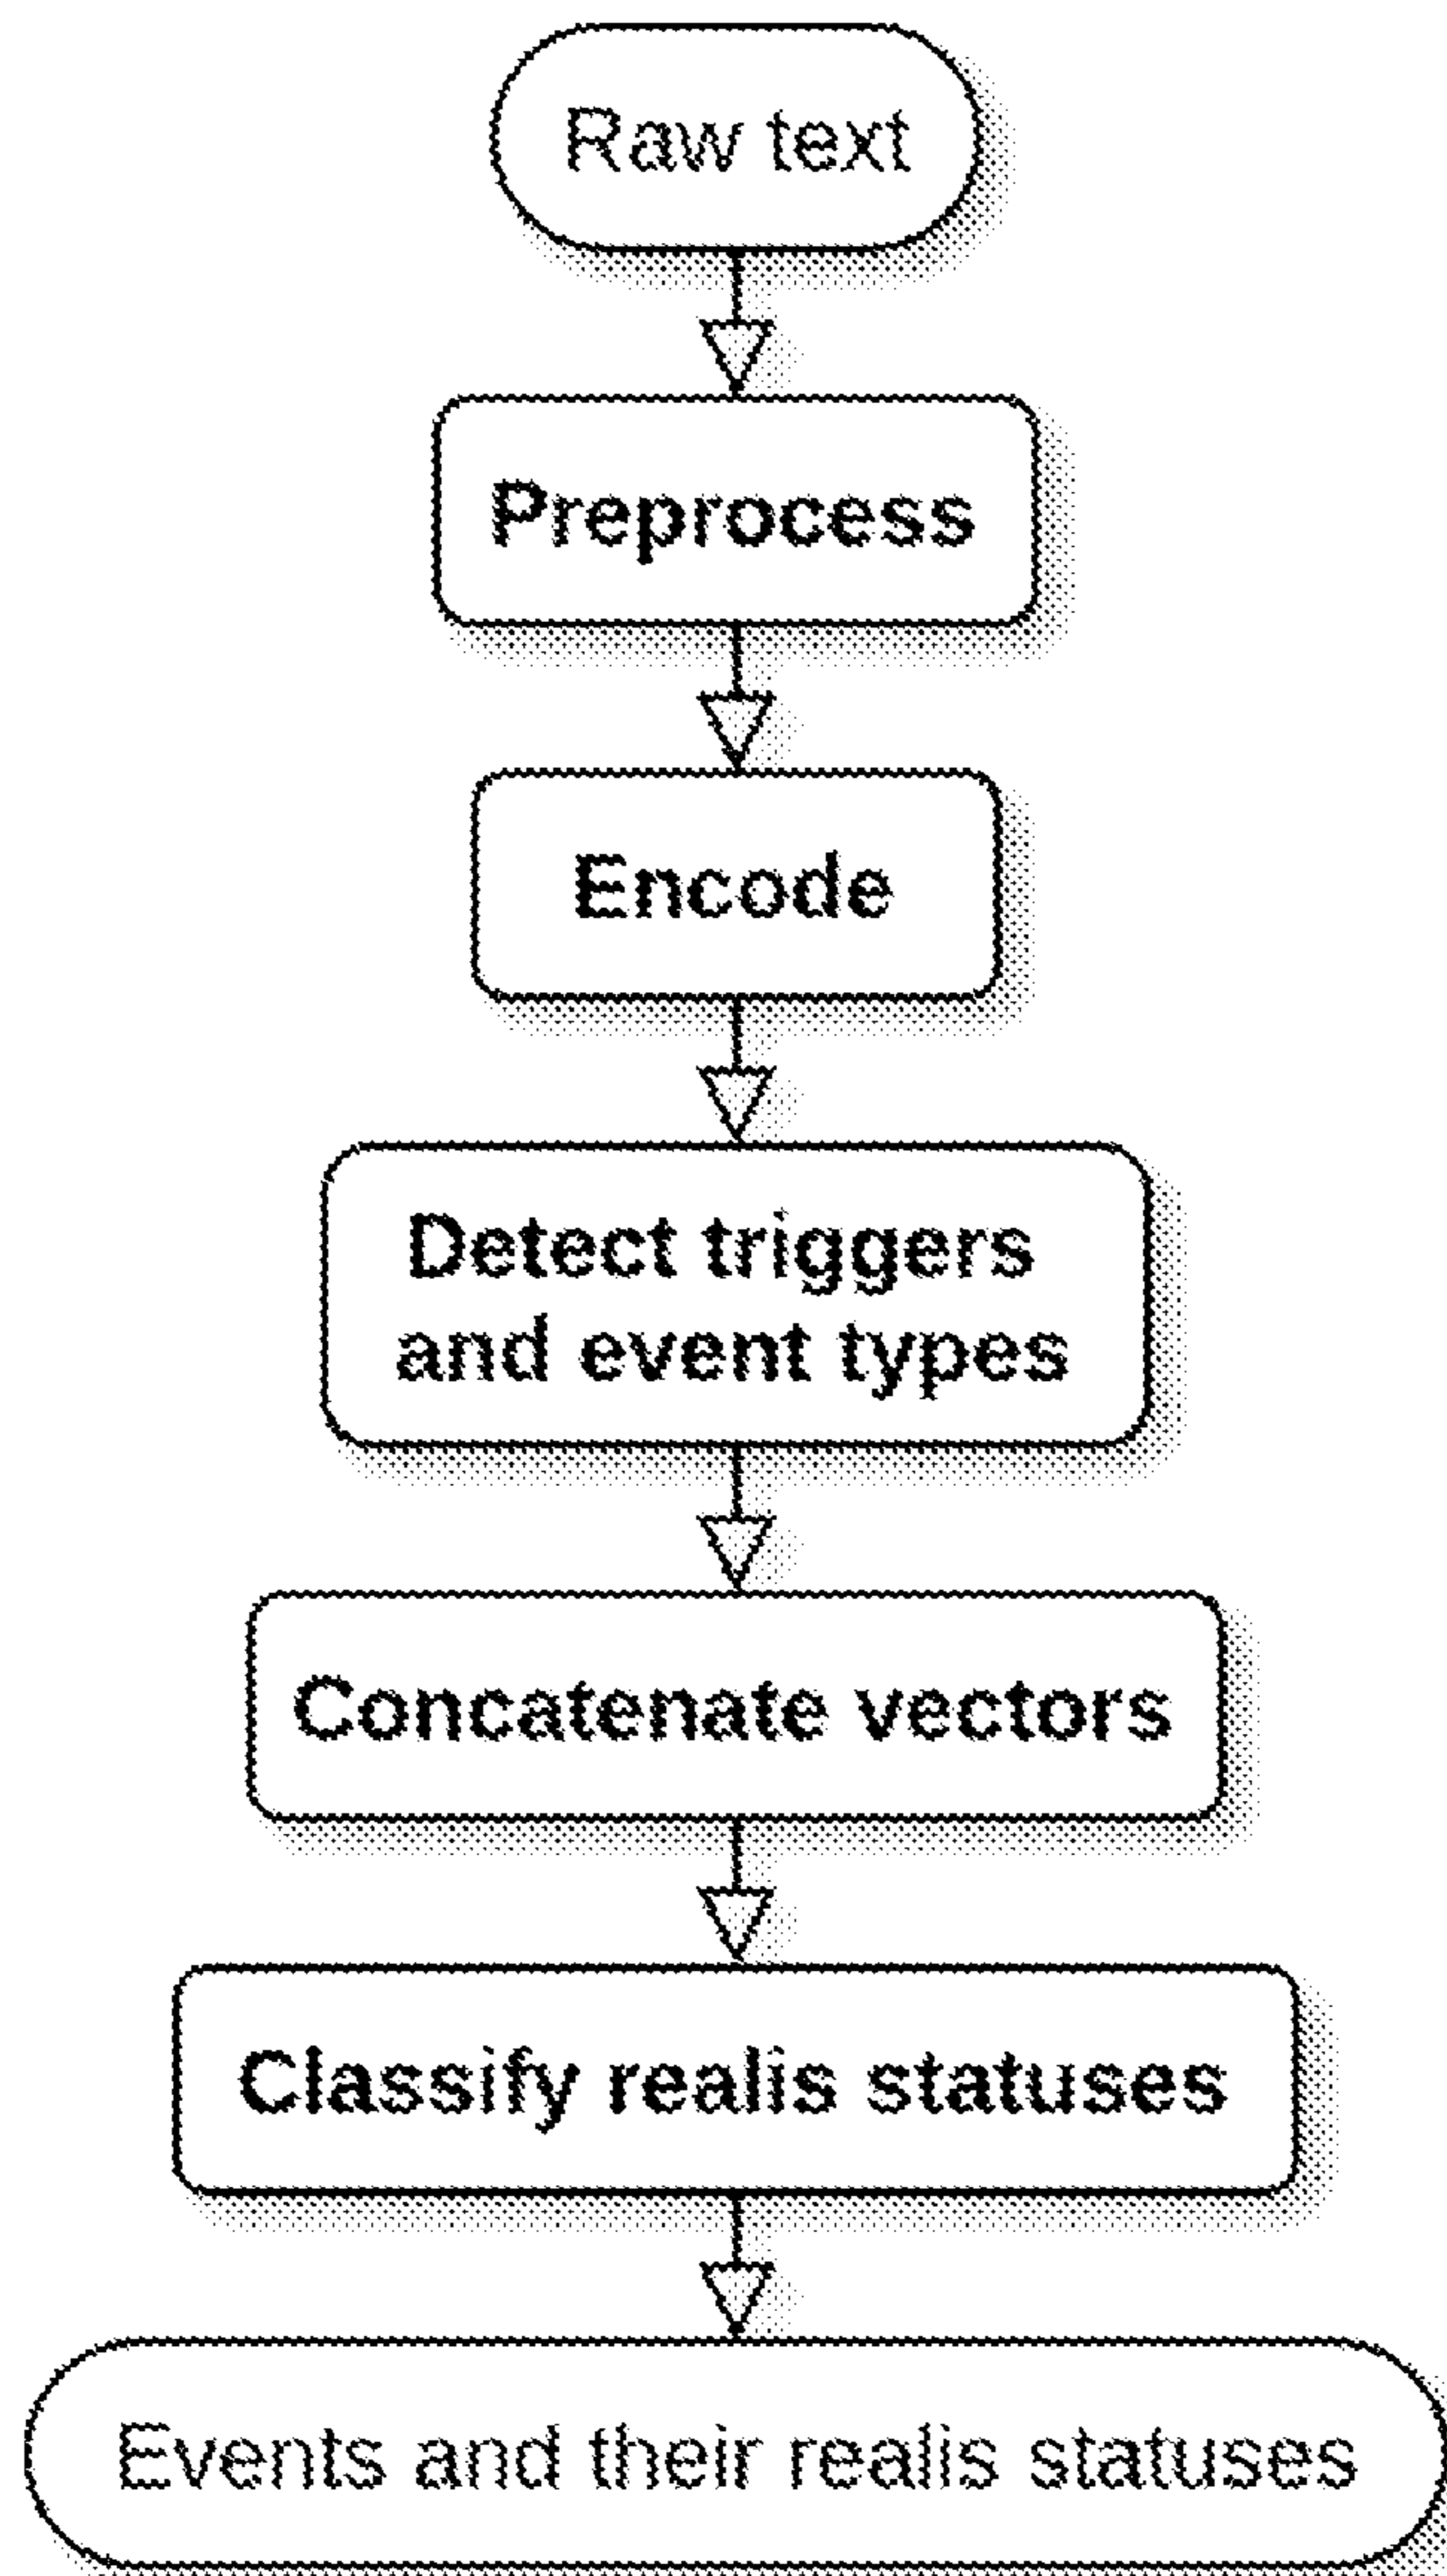 Raw text
Preprocess
Encode
Detect triggers
and event types
Concatenate vectors
Classify realis statuses
Events and their realis statuses